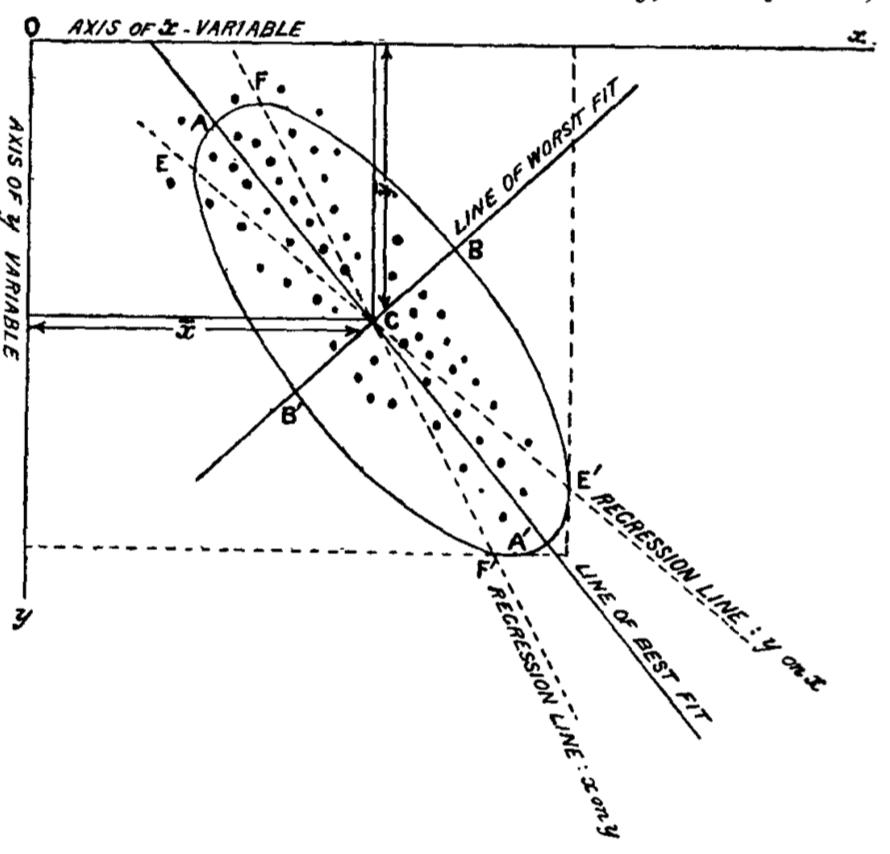 O AXIS OF x-VARIABLE x.
F
A
E
AXIS OF y VARIABLE
LINE OF WORST FIT
B
ȳ
C
x̄
B'
E'
A'
F'
y
REGRESSION LINE: y on x
LINE OF BEST FIT
REGRESSION LINE: x on y